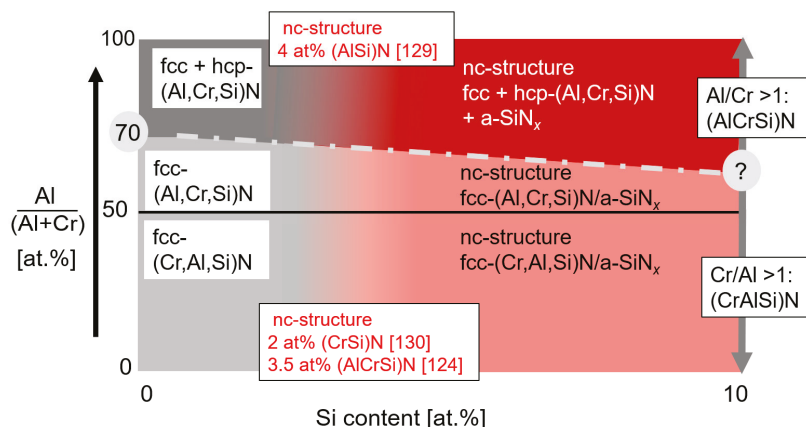 100
nc-structure
4 at% (AlSi)N [129]
fcc + hcp-
(Al,Cr,Si)N
nc-structure
fcc + hcp-(Al,Cr,Si)N
+ a-SiNₓ
Al/Cr >1:
(AlCrSi)N
70
?
Al
(Al+Cr)
[at.%]
fcc-
(Al,Cr,Si)N
nc-structure
fcc-(Al,Cr,Si)N/a-SiNₓ
50
fcc-
(Cr,Al,Si)N
nc-structure
fcc-(Cr,Al,Si)N/a-SiNₓ
Cr/Al >1:
(CrAlSi)N
nc-structure
2 at% (CrSi)N [130]
3.5 at% (AlCrSi)N [124]
0
0
10
Si content [at.%]